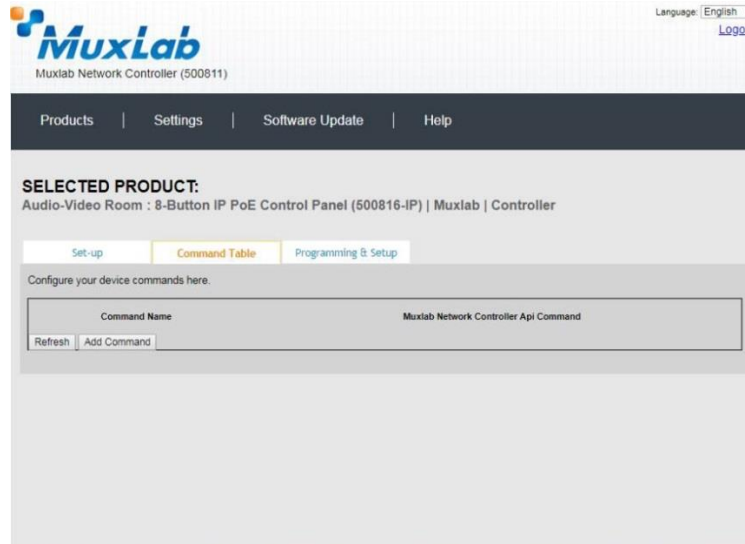 Language: English
Logo
MuxLab
Muxlab Network Controller (500811)
Products | Settings | Software Update | Help
SELECTED PRODUCT:
Audio-Video Room : 8-Button IP PoE Control Panel (500816-IP) | Muxlab | Controller
Set-up Command Table Programming & Setup
Configure your device commands here.
Command Name Muxlab Network Controller Api Command
Refresh Add Command